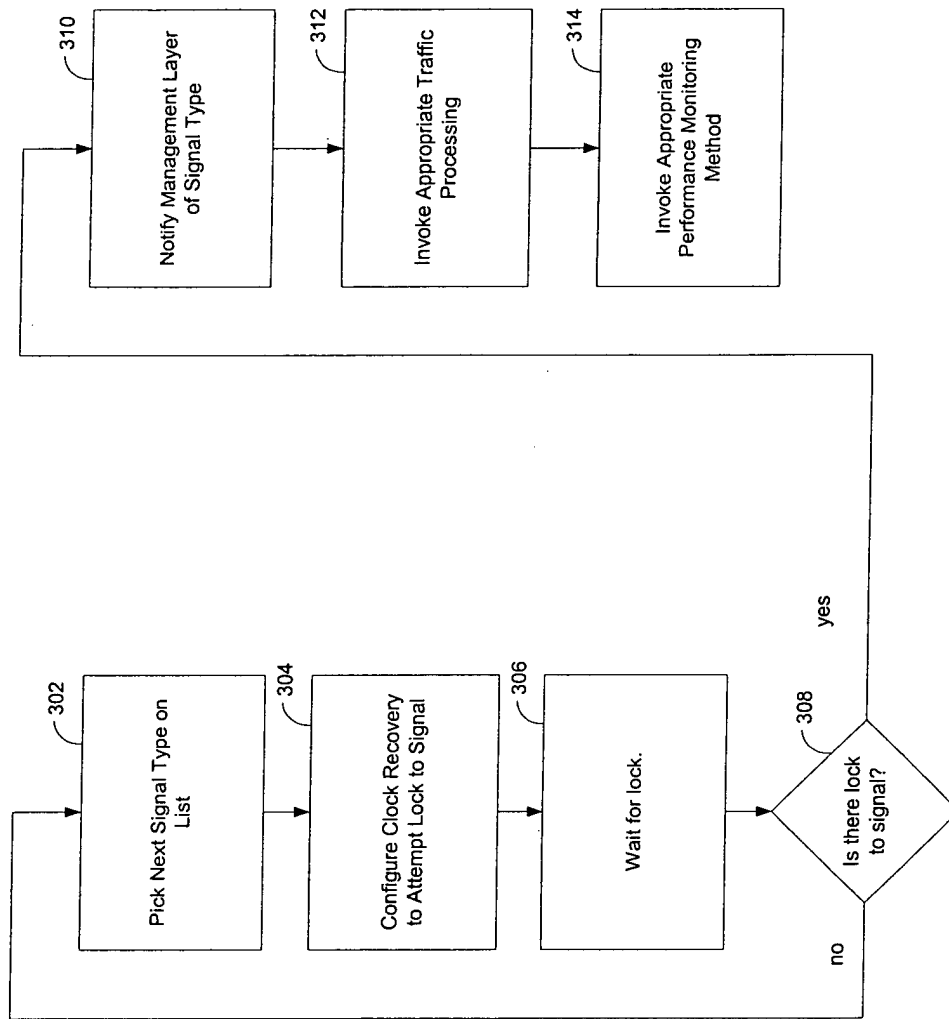 302
Pick Next Signal Type on
List
304
Configure Clock Recovery
to Attempt Lock to Signal
306
Wait for lock.
308
Is there lock
to signal?
no
yes
310
Notify Management Layer
of Signal Type
312
Invoke Appropriate Traffic
Processing
314
Invoke Appropriate
Performance Monitoring
Method